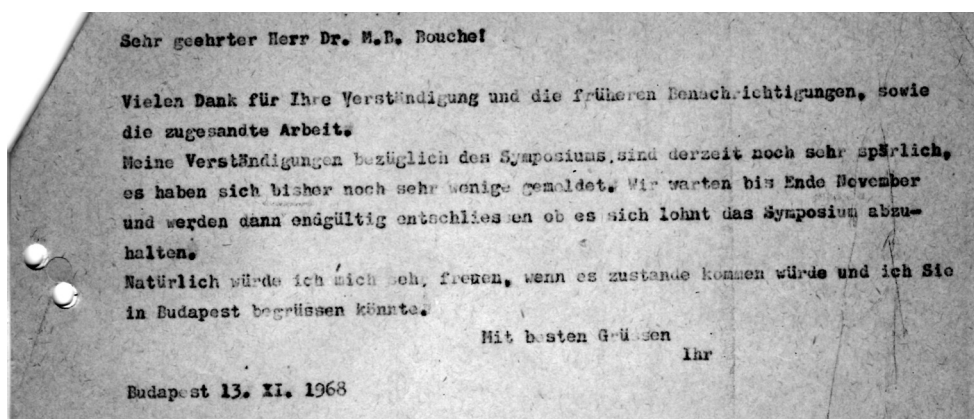 Sehr geehrter Herr Dr. M.B. Bouche!
Vielen Dank für Ihre Verständigung und die früheren Benachrichtigungen, sowie
die zugesandte Arbeit.
Meine Verständigungen bezüglich des Symposiums sind derzeit noch sehr spärlich,
es haben sich bisher noch sehr wenige gemeldet. Wir warten bis Ende November
und werden dann endgültig entschliessen ob es sich lohnt das Symposium abzu-
halten.
Natürlich würde ich mich sehr freuen, wenn es zustande kommen würde und ich Sie
in Budapest begrüssen könnte.
Mit besten Grüssen
Ihr
Budapest 13. XI. 1968